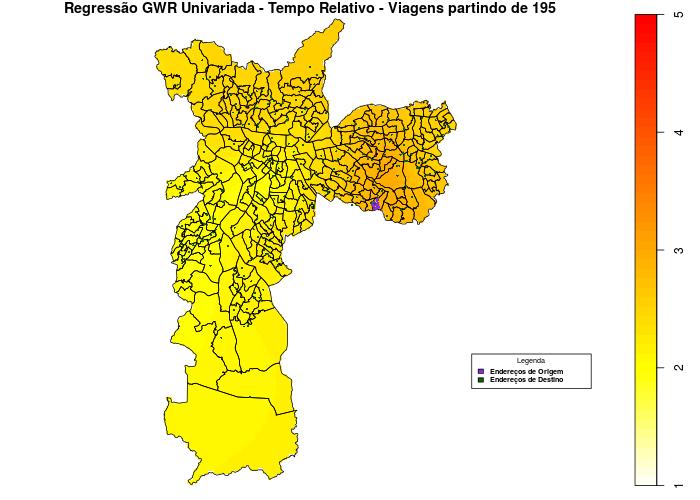 Regressão GWR Univariada - Tempo Relativo - Viagens partindo de 195
5
4
3
2
1
Legenda
Endereços de Origem
Endereços de Destino